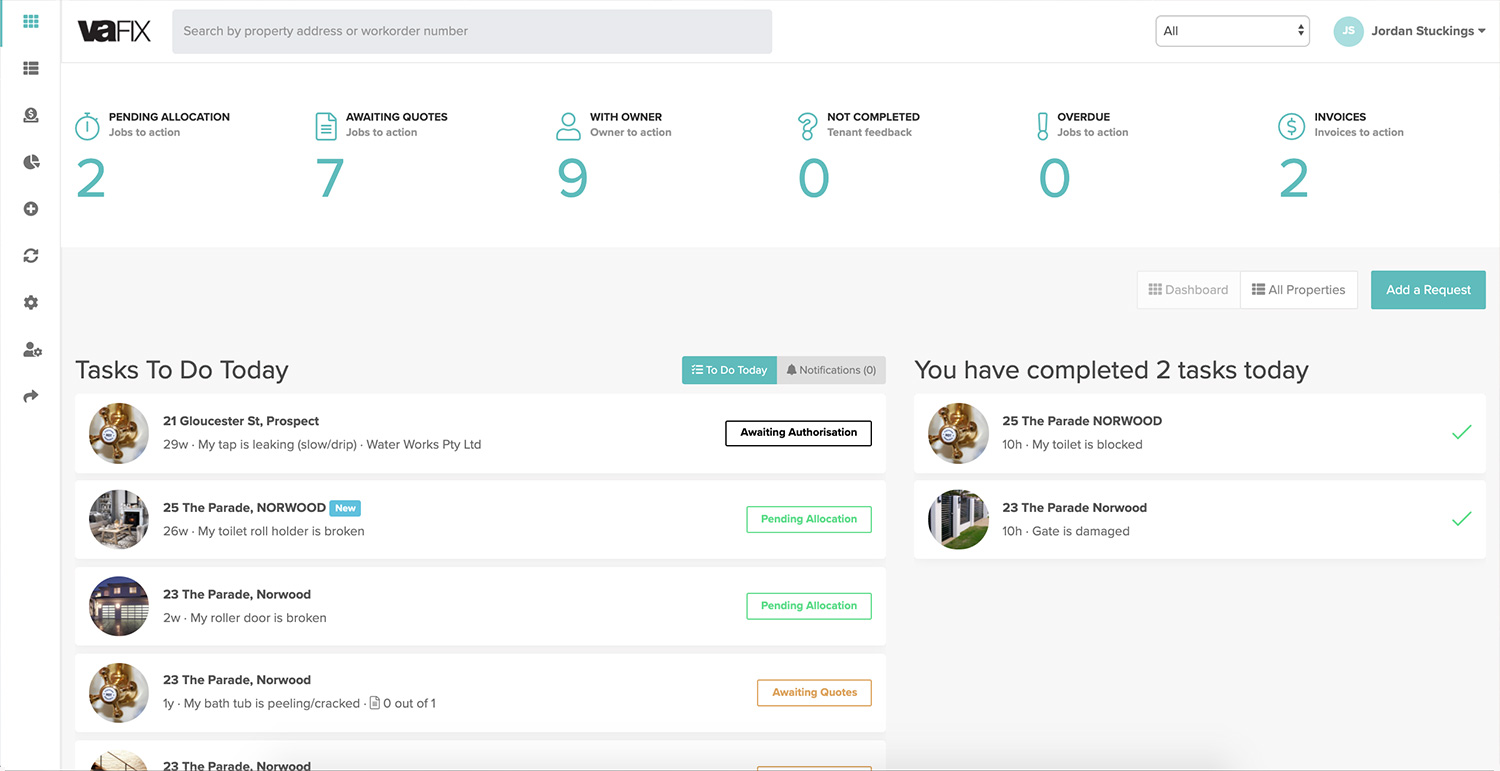 vaFIX
Search by property address or workorder number
All
JS
Jordan Stuckings
PENDING ALLOCATION
Jobs to action
2
AWAITING QUOTES
Jobs to action
7
WITH OWNER
Owner to action
9
NOT COMPLETED
Tenant feedback
0
OVERDUE
Jobs to action
0
INVOICES
Invoices to action
2
Dashboard
All Properties
Add a Request
Tasks To Do Today
To Do Today
Notifications (0)
21 Gloucester St, Prospect
29w · My tap is leaking (slow/drip) · Water Works Pty Ltd
Awaiting Authorisation
25 The Parade, NORWOOD New
26w · My toilet roll holder is broken
Pending Allocation
23 The Parade, Norwood
2w · My roller door is broken
Pending Allocation
23 The Parade, Norwood
1y · My bath tub is peeling/cracked · 0 out of 1
Awaiting Quotes
23 The Parade, Norwood
You have completed 2 tasks today
25 The Parade NORWOOD
10h · My toilet is blocked
23 The Parade Norwood
10h · Gate is damaged